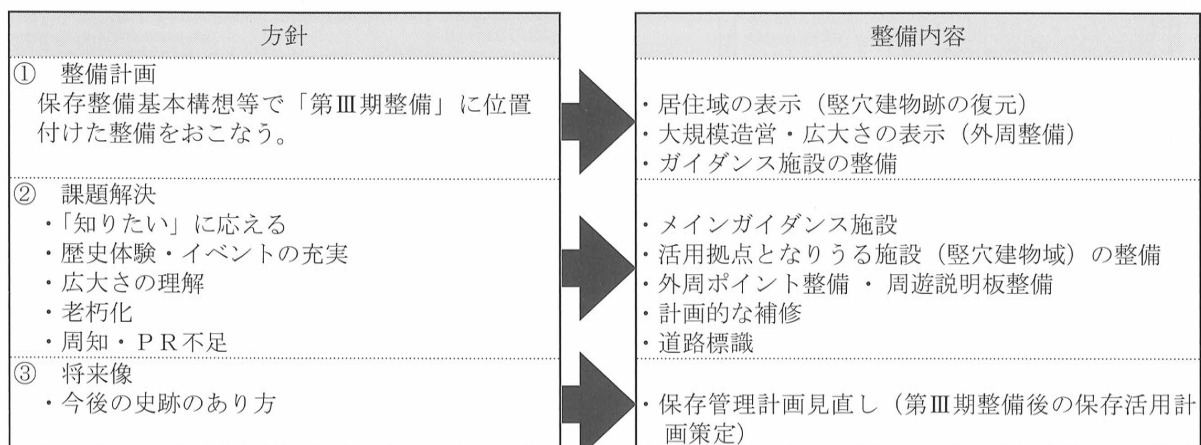 方針
① 整備計画
保存整備基本構想等で「第Ⅲ期整備」に位置
付けた整備をおこなう。
② 課題解決
・「知りたい」に応える
・歴史体験・イベントの充実
・広大さの理解
・老朽化
・周知・ＰＲ不足
③ 将来像
・今後の史跡のあり方
整備内容
・居住域の表示（竪穴建物跡の復元）
・大規模造営・広大さの表示（外周整備）
・ガイダンス施設の整備
・メインガイダンス施設
・活用拠点となりうる施設（竪穴建物域）の整備
・外周ポイント整備 ・ 周遊説明板整備
・計画的な補修
・道路標識
・保存管理計画見直し（第Ⅲ期整備後の保存活用計
画策定）